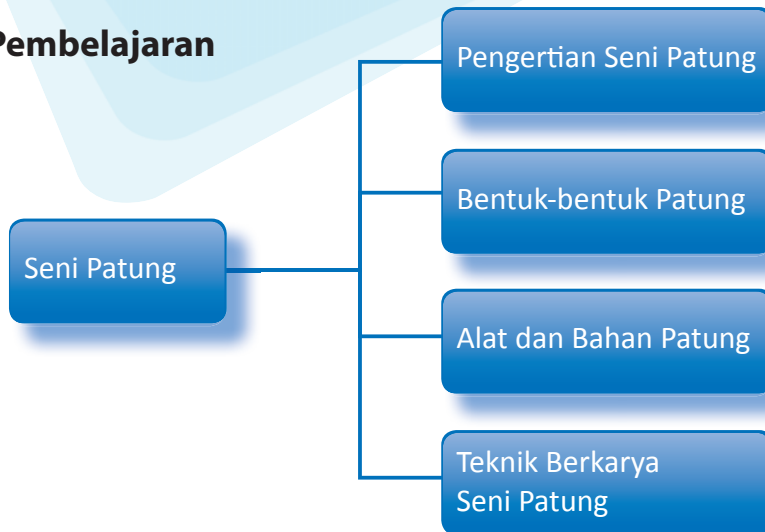 Pembelajaran
Pengertian Seni Patung
Bentuk-bentuk Patung
Seni Patung
Alat dan Bahan Patung
Teknik Berkarya
Seni Patung